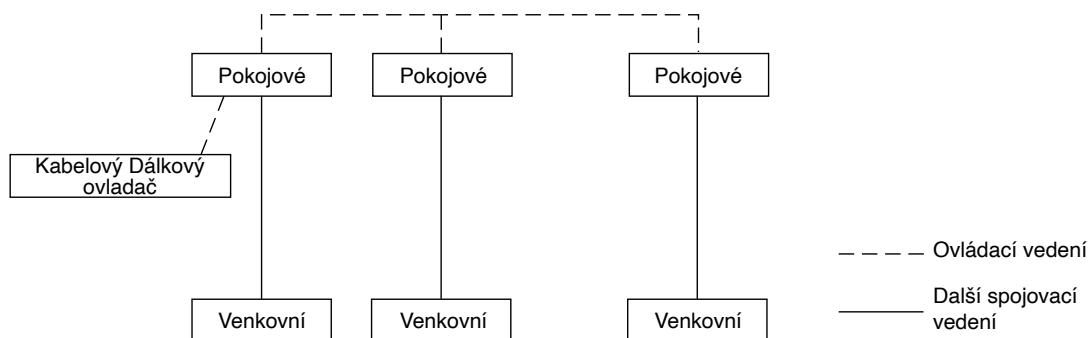 Pokojové
Pokojové
Pokojové
Kabelový Dálkový
ovladač
Ovládací vedení
Další spojovací
vedení
Venkovní
Venkovní
Venkovní